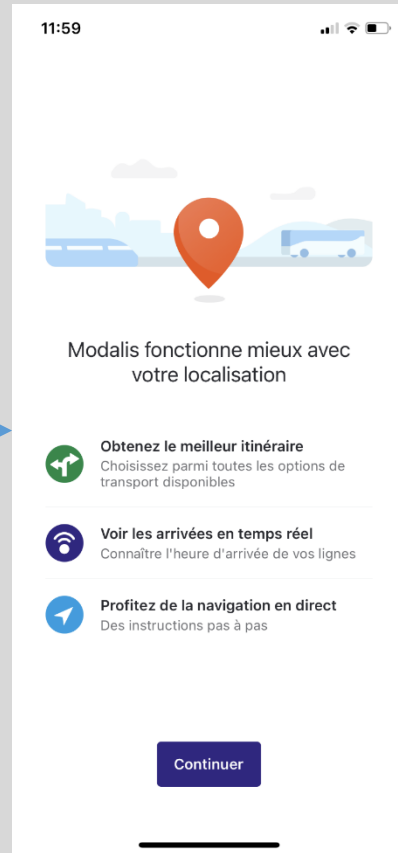 11:59
Modalis fonctionne mieux avec
votre localisation
Obtenez le meilleur itinéraire
Choisissez parmi toutes les options de
transport disponibles
Voir les arrivées en temps réel
Connaître l'heure d'arrivée de vos lignes
Profitez de la navigation en direct
Des instructions pas à pas
Continuer